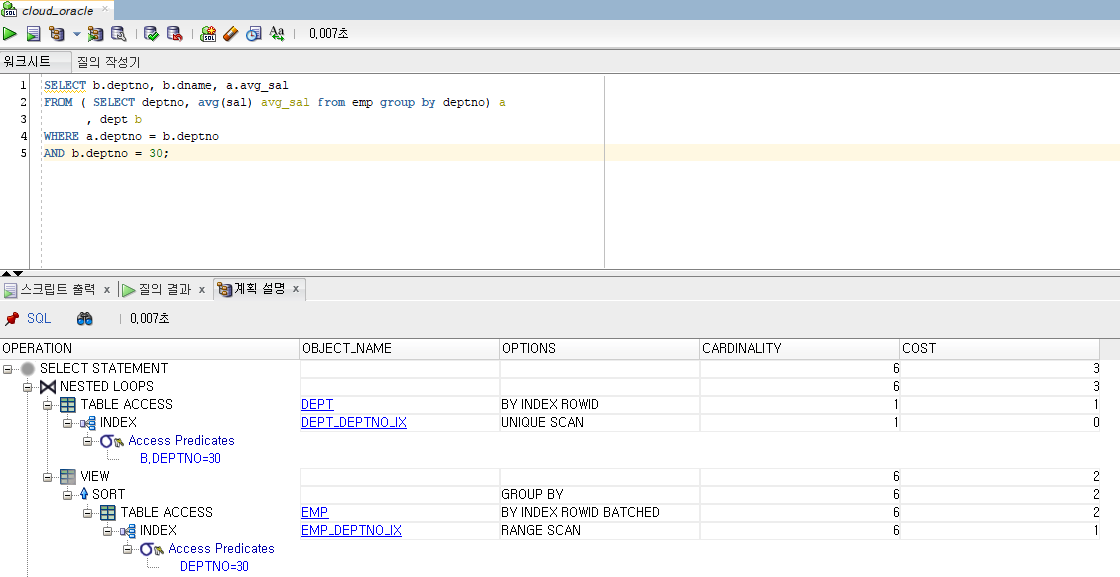 cloud_oracle
0,007초
워크시트 질의 작성기
1 SELECT b.deptno, b.dname, a.avg_sal
2 FROM ( SELECT deptno, avg(sal) avg_sal from emp group by deptno) a
3 , dept b
4 WHERE a.deptno = b.deptno
5 AND b.deptno = 30;
스크립트 출력 x 질의 결과 x 계획 설명 x
SQL 0,007초
OPERATION OBJECT_NAME OPTIONS CARDINALITY COST
SELECT STATEMENT 6 3
NESTED LOOPS 6 3
TABLE ACCESS DEPT BY INDEX ROWID 1 1
INDEX DEPT_DEPTNO_IX UNIQUE SCAN 1 0
Access Predicates
B,DEPTNO=30
VIEW 6 2
SORT GROUP BY 6 2
TABLE ACCESS EMP BY INDEX ROWID BATCHED 6 2
INDEX EMP_DEPTNO_IX RANGE SCAN 6 1
Access Predicates
DEPTNO=30